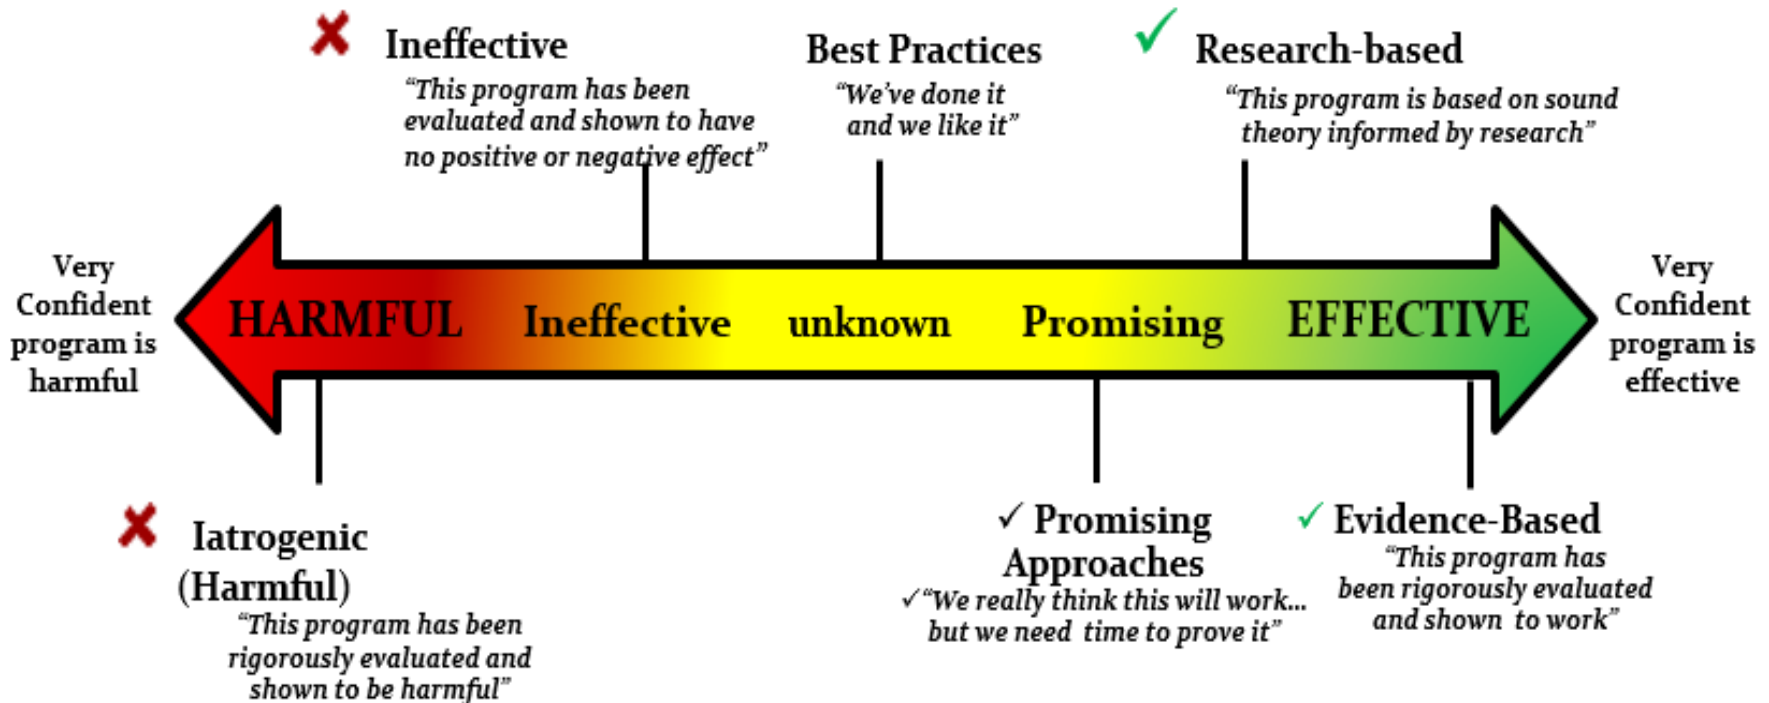 Ineffective
“This program has been
evaluated and shown to have
no positive or negative effect”
Best Practices
“We’ve done it
and we like it”
✓ Research-based
“This program is based on sound
theory informed by research”
Very
Confident
program is
harmful
HARMFUL
Ineffective
unknown
Promising
EFFECTIVE
Very
Confident
program is
effective
Iatrogenic
(Harmful)
“This program has been
rigorously evaluated and
shown to be harmful”
✓ Promising
Approaches
✓“We really think this will work...
but we need time to prove it”
✓ Evidence-Based
“This program has
been rigorously evaluated
and shown to work”